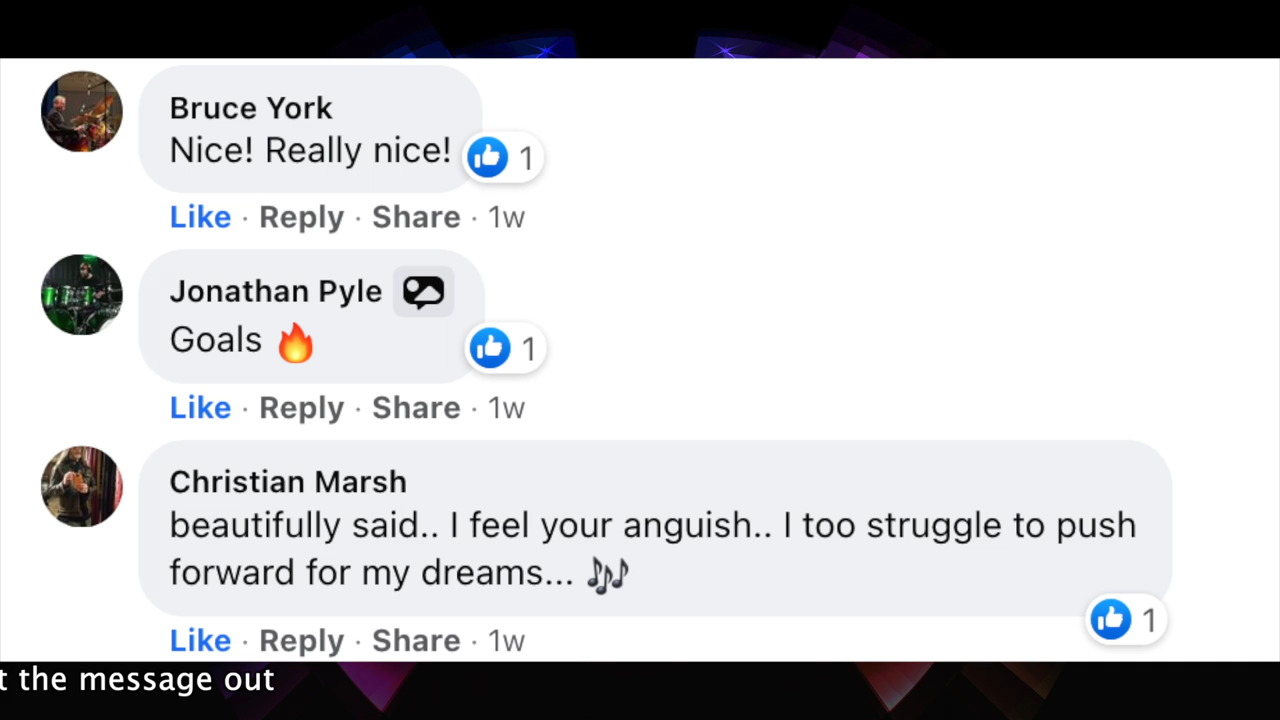 Bruce York
Nice! Really nice!
1
Like · Reply · Share · 1w
Jonathan Pyle
Goals 🔥
1
Like · Reply · Share · 1w
Christian Marsh
beautifully said.. I feel your anguish.. I too struggle to push
forward for my dreams... 🎶
1
Like · Reply · Share · 1w
the message out